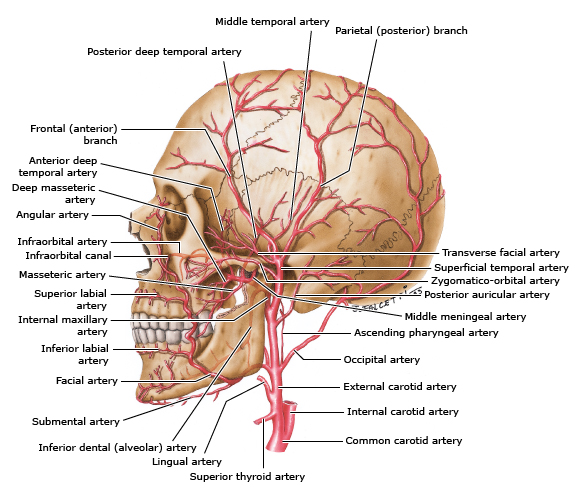 Middle temporal artery
Parietal (posterior) branch
Posterior deep temporal artery
Frontal (anterior)
branch
Anterior deep
temporal artery
Deep masseteric
artery
Angular artery
Infraorbital artery
Infraorbital canal
Masseteric artery
Superior labial
artery
Internal maxillary
artery
Inferior labial
artery
Facial artery
Submental artery
Inferior dental (alveolar) artery
Lingual artery
Superior thyroid artery
Transverse facial artery
Superficial temporal artery
Zygomatico-orbital artery
Posterior auricular artery
Middle meningeal artery
Ascending pharyngeal artery
Occipital artery
External carotid artery
Internal carotid artery
Common carotid artery